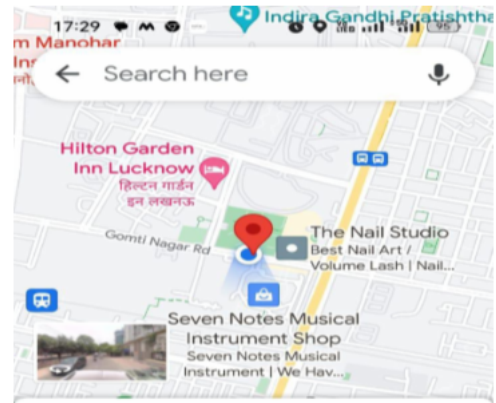 17:29
95
Indira Gandhi Pratishtha
m Manohar
Search here
Hilton Garden
Inn Lucknow
हिल्टन गार्डन
इन लखनऊ
Gomti Nagar Rd
The Nail Studio
Best Nail Art /
Volume Lash | Nail...
Seven Notes Musical
Instrument Shop
Seven Notes Musical
Instrument | We Hav...